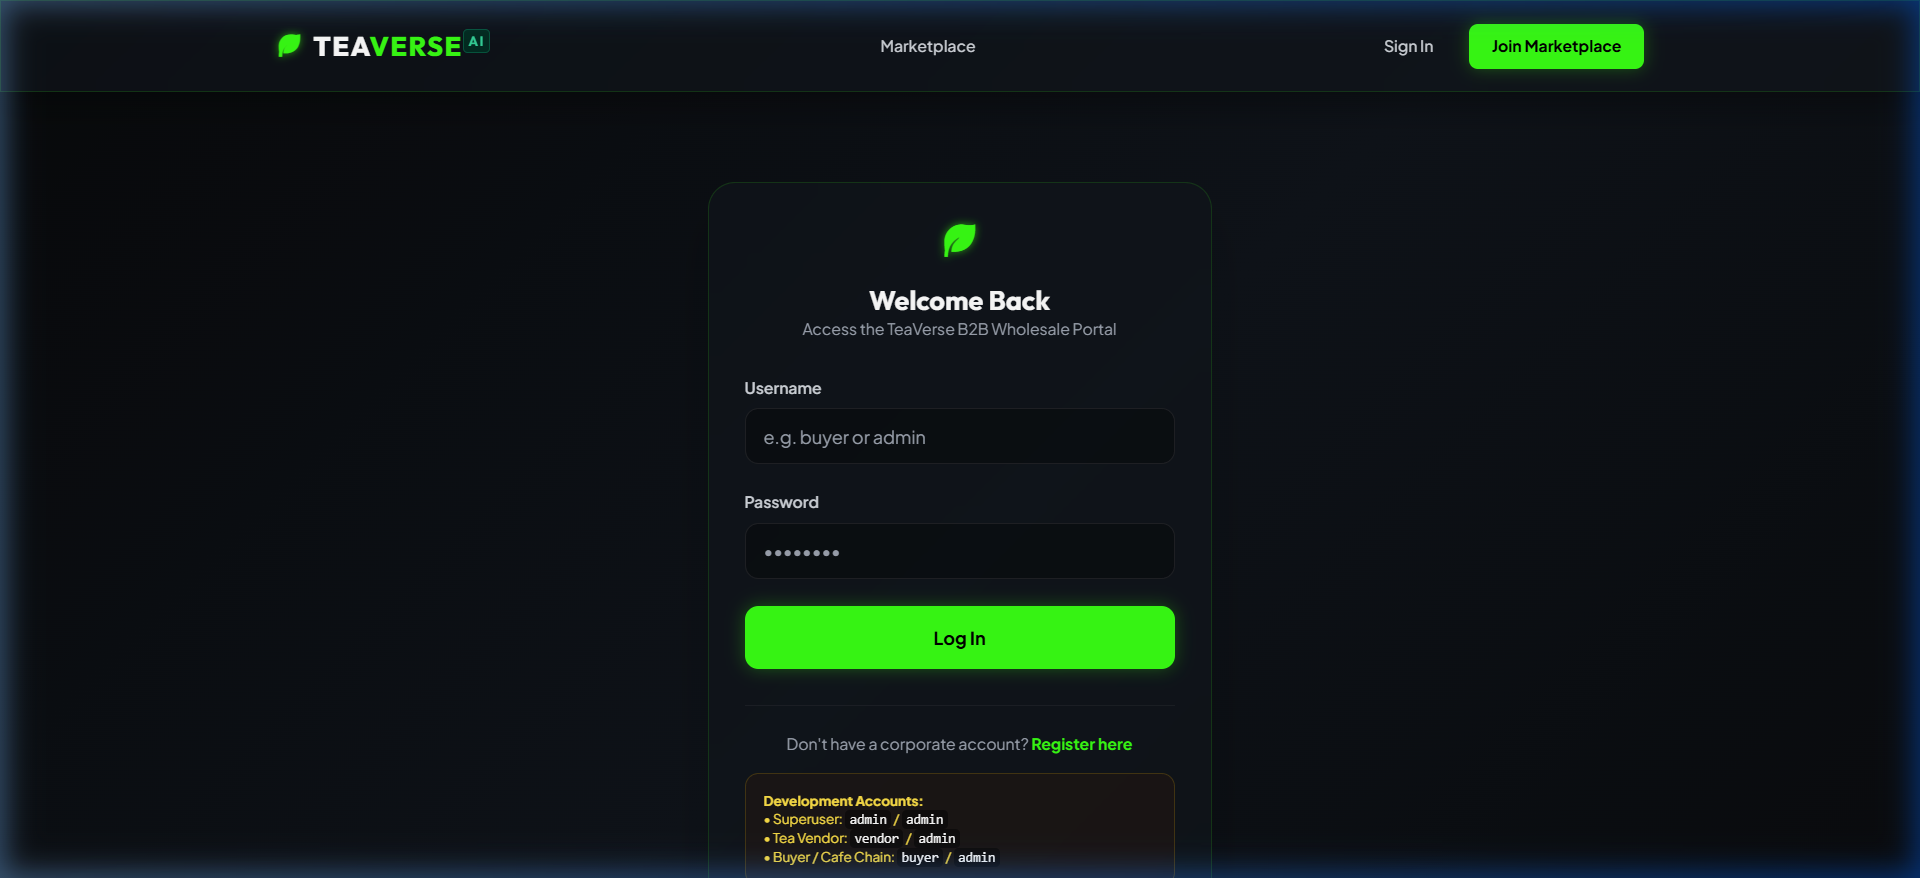 TEAVERSE AI
Marketplace
Sign In
Join Marketplace
Welcome Back
Access the TeaVerse B2B Wholesale Portal
Username
e.g. buyer or admin
Password
••••••••
Log In
Don't have a corporate account? Register here
Development Accounts:
• Superuser: admin / admin
• Tea Vendor: vendor / admin
• Buyer / Cafe Chain: buyer / admin